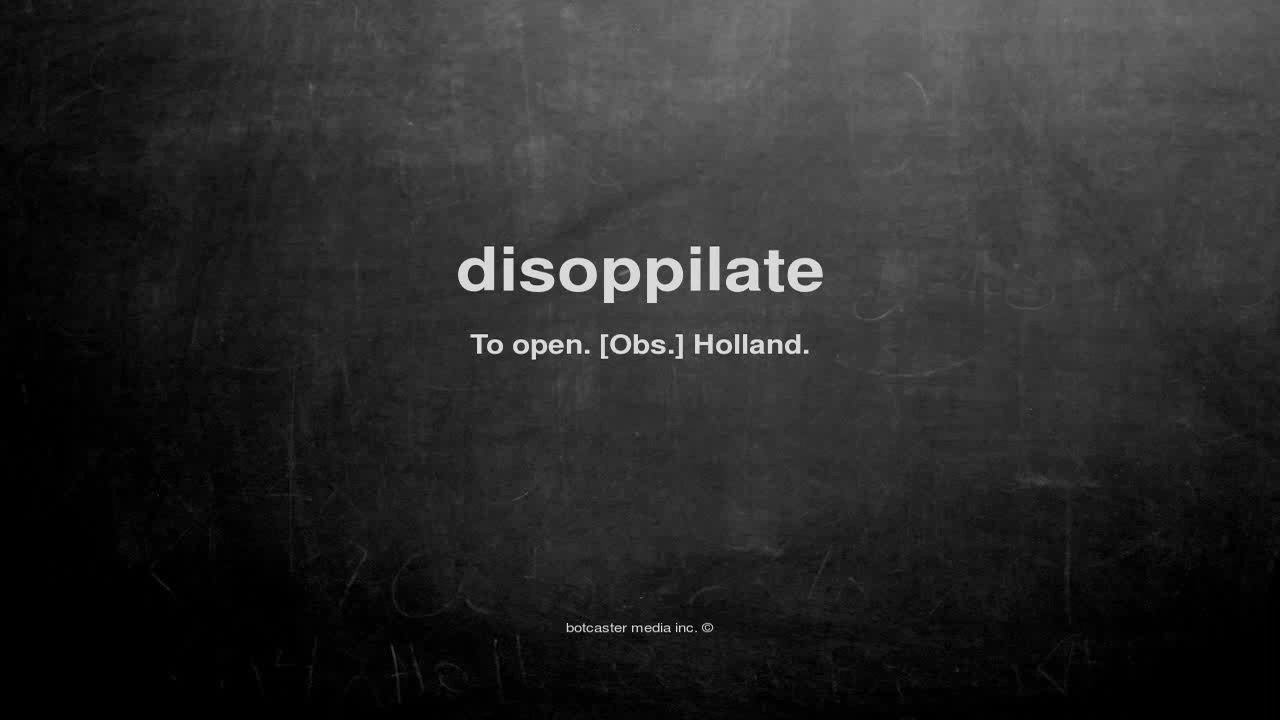 disoppilate
To open. [Obs.] Holland.
botcaster media inc. ©